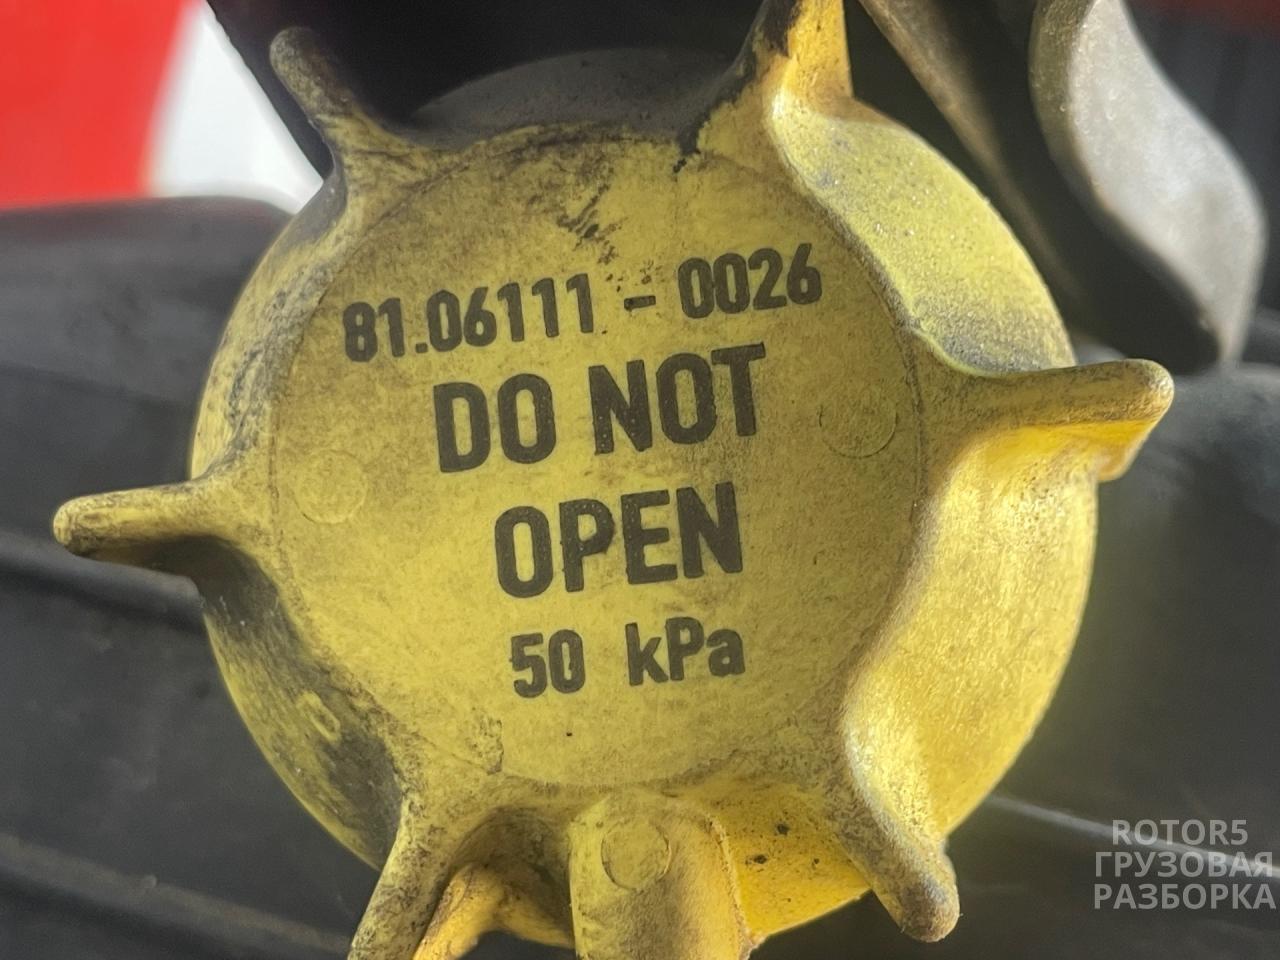 81.06111 - 0026
DO NOT
OPEN
50 kPa
ROTOR5
ГРУЗОВАЯ
РАЗБОРКА